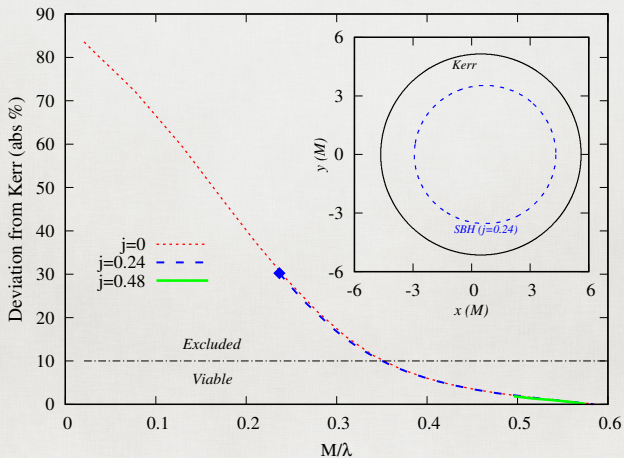 90
80
70
60
50
40
30
20
10
0
Deviation from Kerr (abs %)
j=0
j=0.24
j=0.48
Excluded
Viable
0 0.1 0.2 0.3 0.4 0.5 0.6
M/λ
6
3
0
-3
-6
y (M)
Kerr
SBH (j=0.24)
-6 -3 0 3 6
x (M)